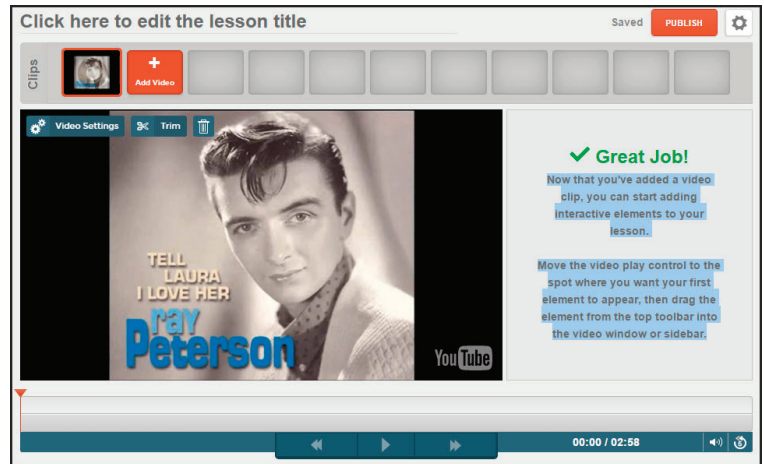 Click here to edit the lesson title
Saved
PUBLISH
Clips
Add Video
Video Settings
Trim
TELL
LAURA
I LOVE HER
ray
Peterson
YouTube
Great Job!
Now that you've added a video
clip, you can start adding
interactive elements to your
lesson.
Move the video play control to the
spot where you want your first
element to appear, then drag the
element from the top toolbar into
the video window or sidebar.
00:00 / 02:58
5